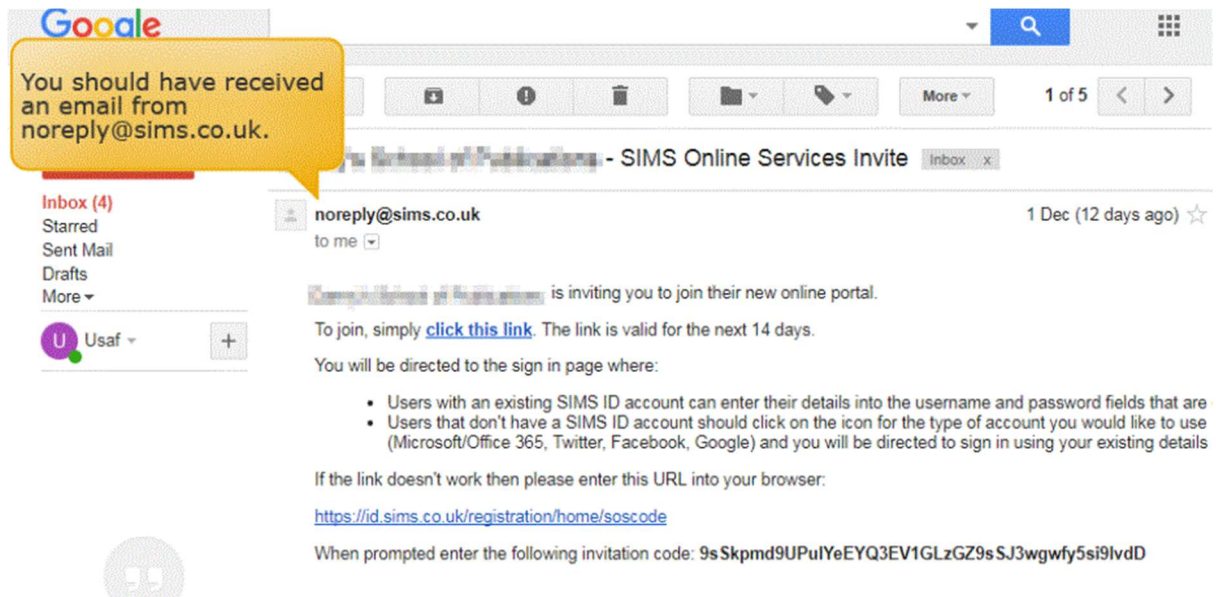 Google
You should have received
an email from
noreply@sims.co.uk.
More
1 of 5
- SIMS Online Services Invite Inbox x
Inbox (4)
Starred
Sent Mail
Drafts
More
U Usaf
noreply@sims.co.uk
1 Dec (12 days ago)
to me
is inviting you to join their new online portal.
To join, simply click this link. The link is valid for the next 14 days.
You will be directed to the sign in page where:
• Users with an existing SIMS ID account can enter their details into the username and password fields that are
• Users that don't have a SIMS ID account should click on the icon for the type of account you would like to use
(Microsoft/Office 365, Twitter, Facebook, Google) and you will be directed to sign in using your existing details
If the link doesn't work then please enter this URL into your browser:
https://id.sims.co.uk/registration/home/soscode
When prompted enter the following invitation code: 9sSkpmd9UPulYeEYQ3EV1GLzGZ9sSJ3wgwfy5si9lvdD